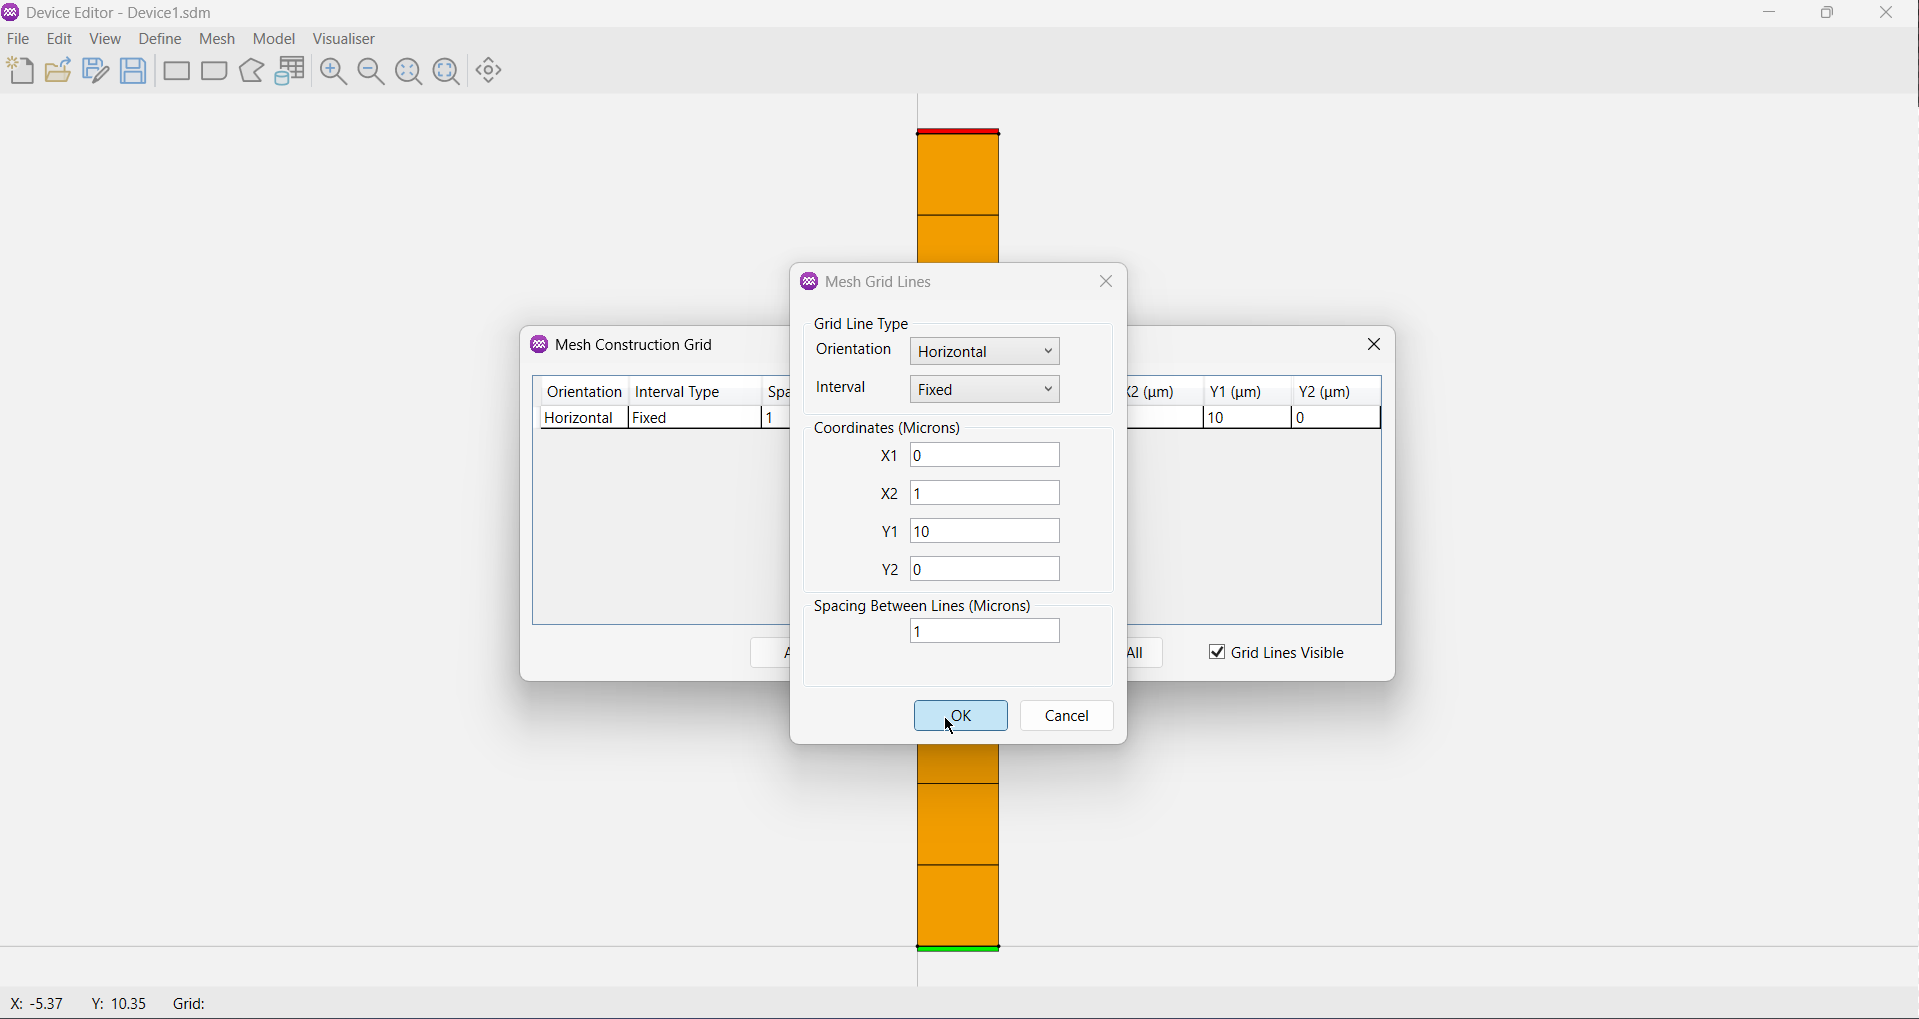 Device Editor - Device1.sdm
File Edit View Define Mesh Model Visualiser
Mesh Grid Lines
Grid Line Type
Orientation Horizontal
Interval Fixed
Coordinates (Microns)
X1 0
X2 1
Y1 10
Y2 0
Spacing Between Lines (Microns)
1
OK Cancel
Mesh Construction Grid
Orientation Interval Type Spa X2 (µm) Y1 (µm) Y2 (µm)
Horizontal Fixed 1 10 0
All Grid Lines Visible
X: -5.37 Y: 10.35 Grid: